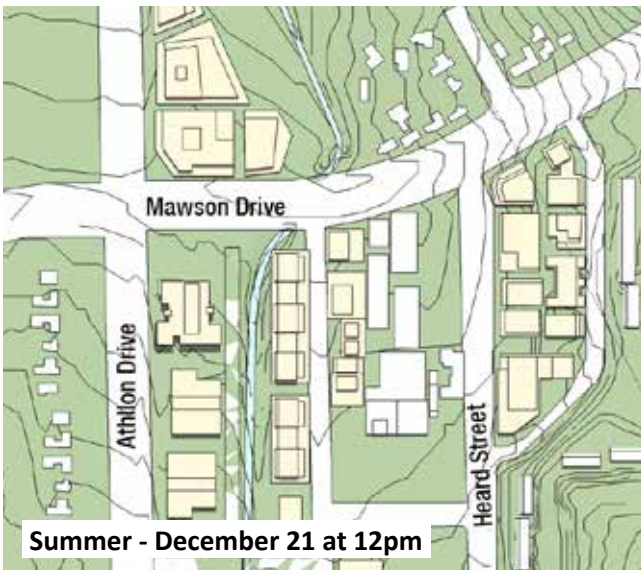 Mawson Drive
Athllon Drive
Heard Street
Summer - December 21 at 12pm